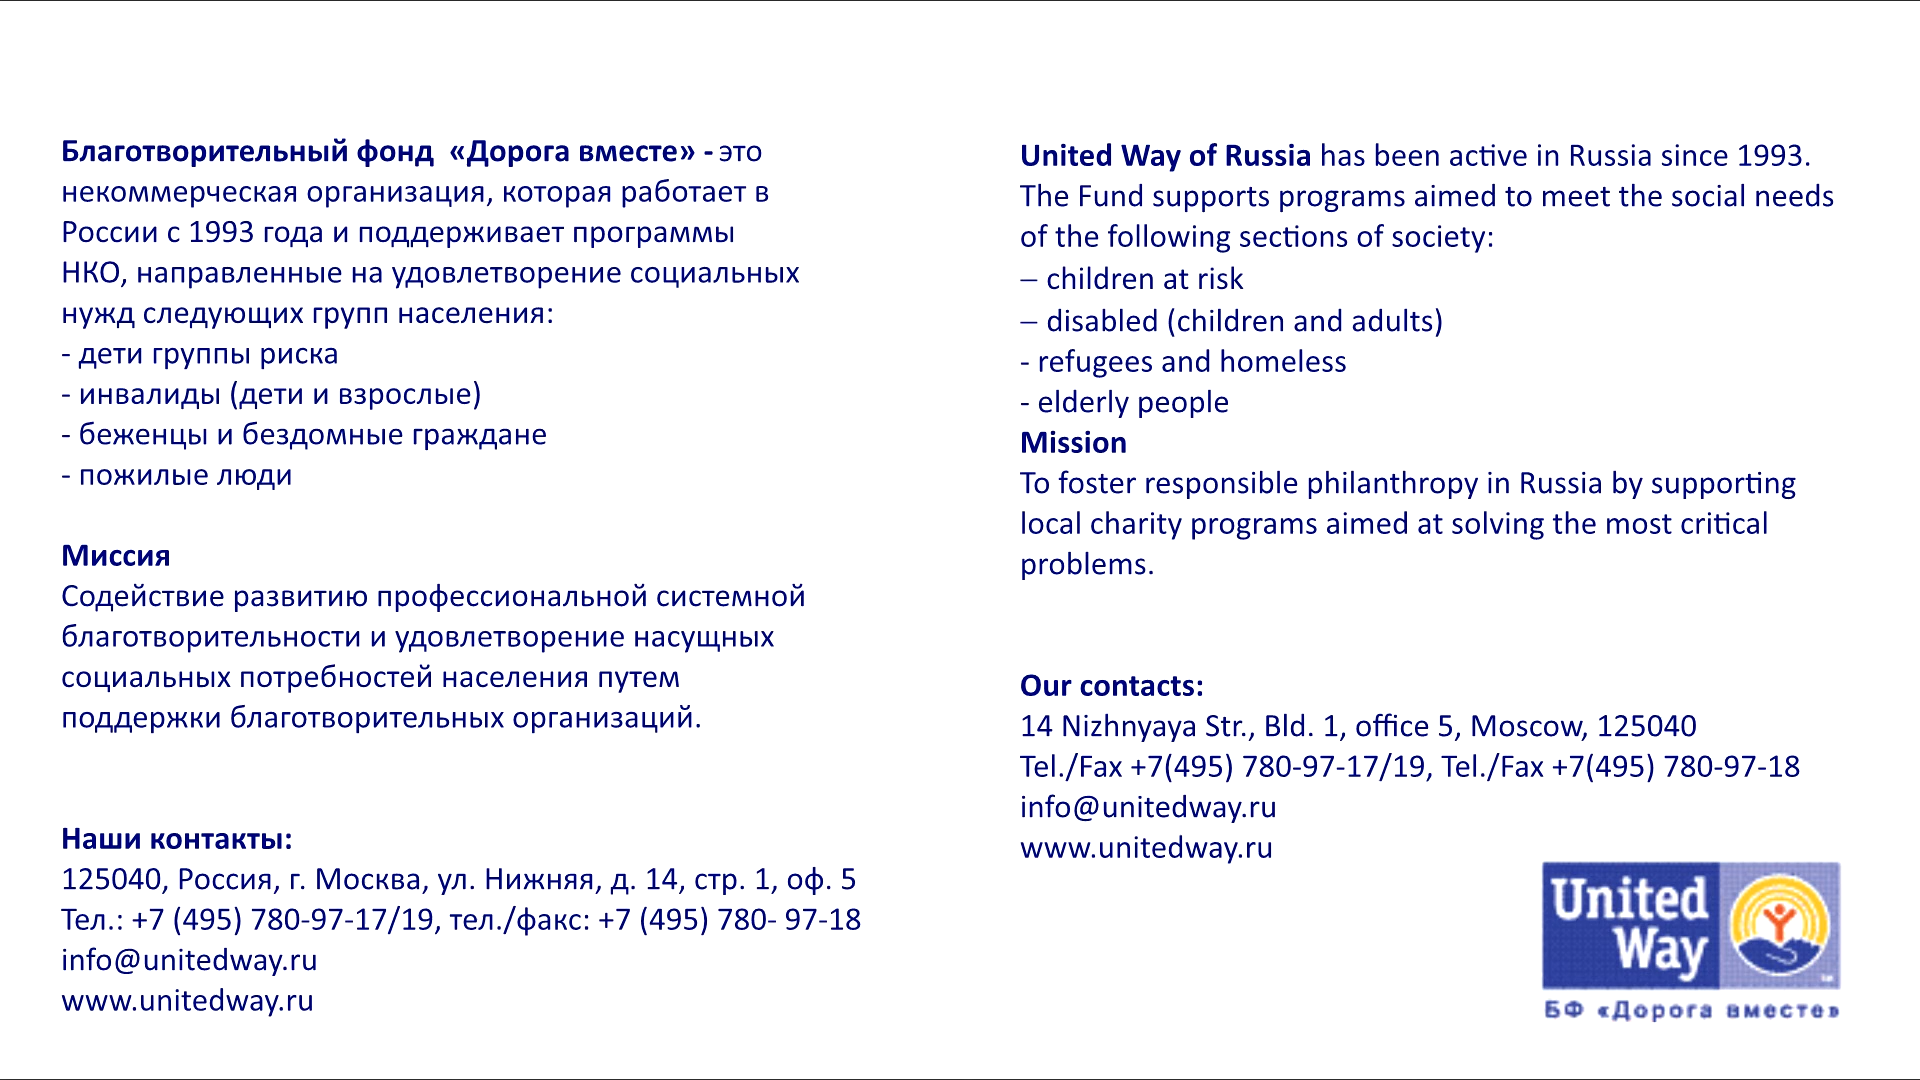 Благотворительный фонд  «Дорога вместе» - это
некоммерческая организация, которая работает в
России с 1993 года и поддерживает программы
НКО, направленные на удовлетворение социальных
нужд следующих групп населения:
- дети группы риска
- инвалиды (дети и взрослые)
- беженцы и бездомные граждане
- пожилые люди
Миссия
Содействие развитию профессиональной системной
благотворительности и удовлетворение насущных
социальных потребностей населения путем
поддержки благотворительных организаций.
Наши контакты:
125040, Россия, г. Москва, ул. Нижняя, д. 14, стр. 1, оф. 5
Тел.: +7 (495) 780-97-17/19, тел./факс: +7 (495) 780- 97-18
info@unitedway.ru
www.unitedway.ru
United Way of Russia has been active in Russia since 1993.
The Fund supports programs aimed to meet the social needs
of the following sections of society:
– children at risk
– disabled (children and adults)
- refugees and homeless
- elderly people
Mission
To foster responsible philanthropy in Russia by supporting
local charity programs aimed at solving the most critical
problems.
Our contacts:
14 Nizhnyaya Str., Bld. 1, office 5, Moscow, 125040
Tel./Fax +7(495) 780-97-17/19, Tel./Fax +7(495) 780-97-18
info@unitedway.ru
www.unitedway.ru
United
Way
БФ «Дорога вместе»